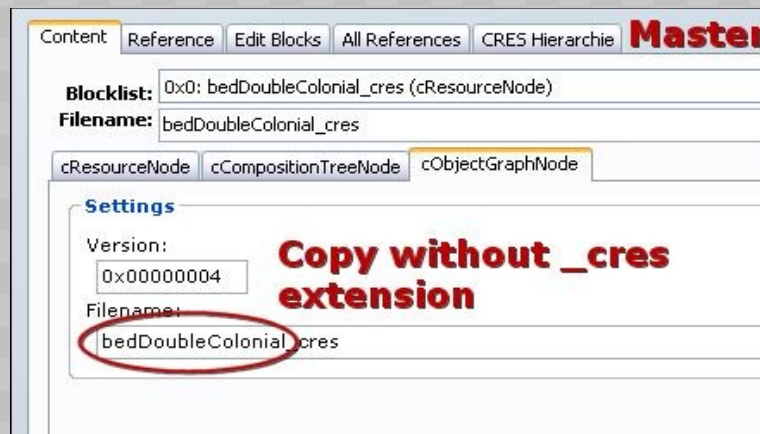 Content Reference Edit Blocks All References CRES Hierarchie Master
Blocklist: 0x0: bedDoubleColonial_cres (cResourceNode)
Filename: bedDoubleColonial_cres
cResourceNode cCompositionTreeNode cObjectGraphNode
Settings
Version:
0x00000004
Copy without _cres
extension
Filename:
bedDoubleColonial_cres